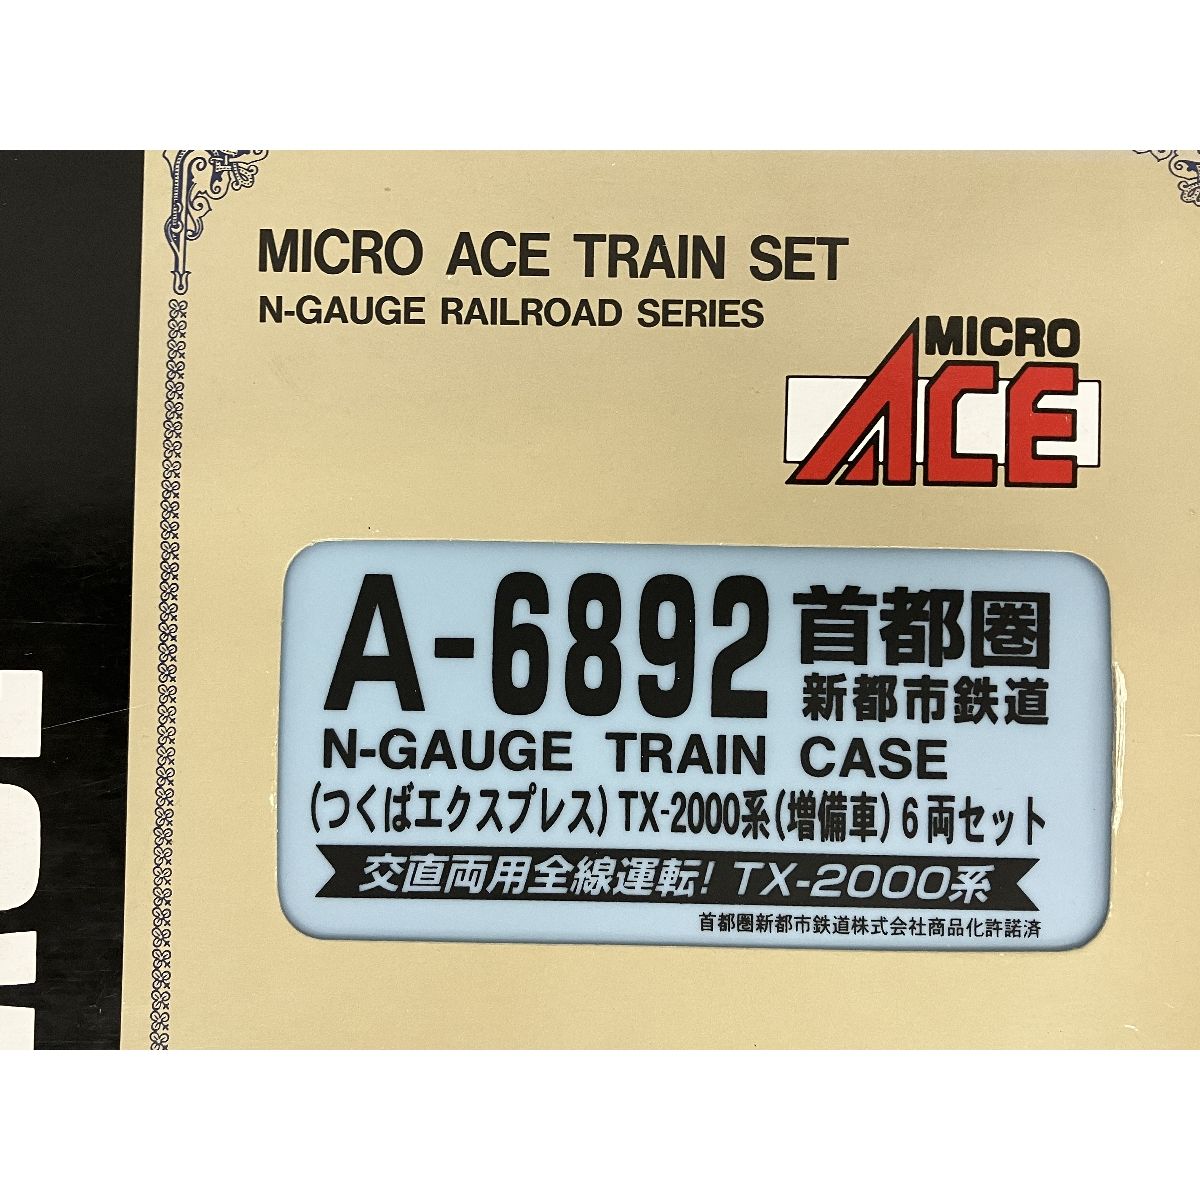 MICRO ACE TRAIN SET
N-GAUGE RAILROAD SERIES
MICRO
ACE
A-6892 首都圏
新都市鉄道
N-GAUGE TRAIN CASE
(つくばエクスプレス) TX-2000系(増備車) 6両セット
交直両用全線運転! TX-2000系
首都圏新都市鉄道株式会社商品化許諾済